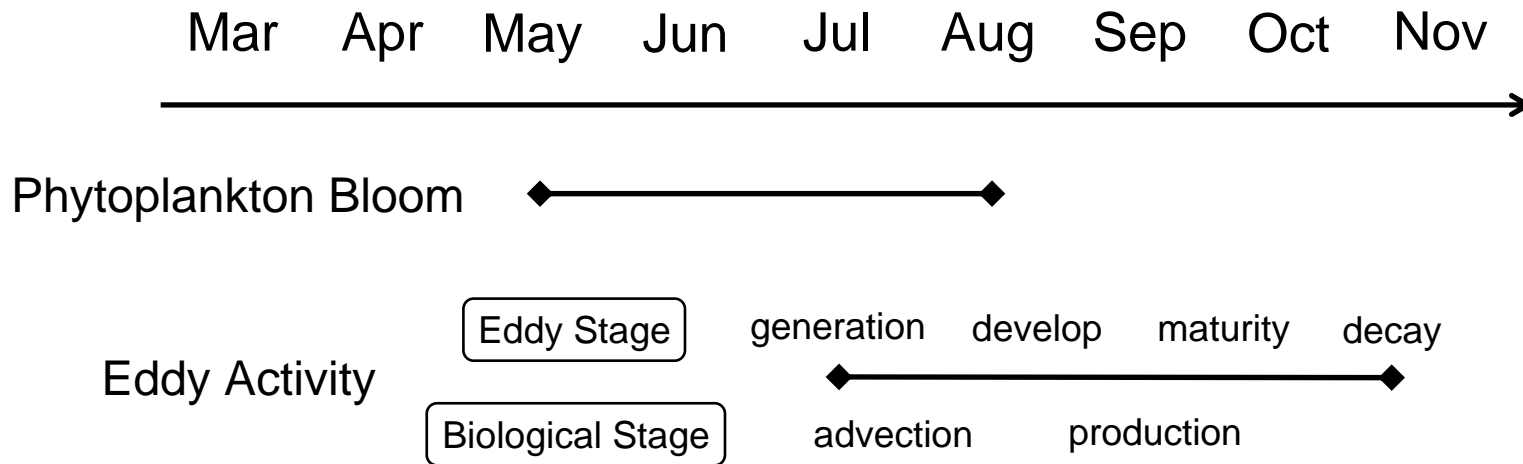 Mar Apr May Jun Jul Aug Sep Oct Nov
Phytoplankton Bloom
Eddy Stage generation develop maturity decay
Eddy Activity
Biological Stage advection production